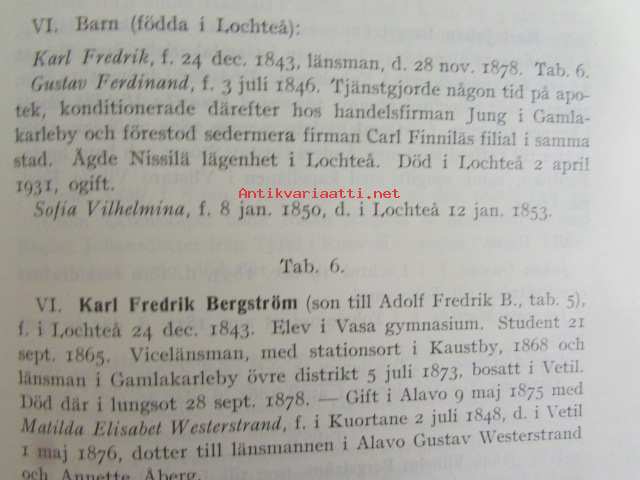 VI. Barn (födda i Lochteå):
Karl Fredrik, f. 24 dec. 1843, länsman, d. 28 nov. 1878. Tab. 6.
Gustav Ferdinand, f. 3 juli 1846. Tjänstgjorde någon tid på apo-
tek, konditionerade därefter hos handelsfirman Jung i Gamla-
karleby och förestod sedermera firman Carl Finniläs filial i samma
stad. Ägde Nissilä lägenhet i Lochteå. Död i Lochteå 2 april
1931, ogift.
Antikvariaatti.net
Sofia Vilhelmina, f. 8 jan. 1850, d. i Lochteå 12 jan. 1853.
Tab. 6.
VI. Karl Fredrik Bergström (son till Adolf Fredrik B., tab. 5),
f. i Lochteå 24 dec. 1843. Elev i Vasa gymnasium. Student 21
sept. 1865. Vicelänsman, med stationsort i Kaustby, 1868 och
länsman i Gamlakarleby övre distrikt 5 juli 1873, bosatt i Vetil.
Död där i lungsot 28 sept. 1878. — Gift i Alavo 9 maj 1875 med
Matilda Elisabet Westerstrand, f. i Kuortane 2 juli 1848, d. i Vetil
1 maj 1876, dotter till länsmannen i Alavo Gustav Westerstrand
och Annette Åberg.